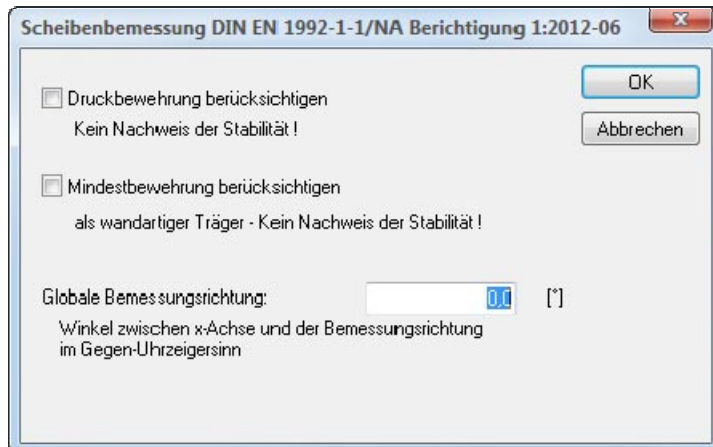 Scheibenbemessung DIN EN 1992-1-1/NA Berichtigung 1:2012-06
OK
Abbrechen
Druckbewehrung berücksichtigen
Kein Nachweis der Stabilität !
Mindestbewehrung berücksichtigen
als wandartiger Träger - Kein Nachweis der Stabilität !
Globale Bemessungsrichtung: 0,0 [°]
Winkel zwischen x-Achse und der Bemessungsrichtung
im Gegen-Uhrzeigersinn